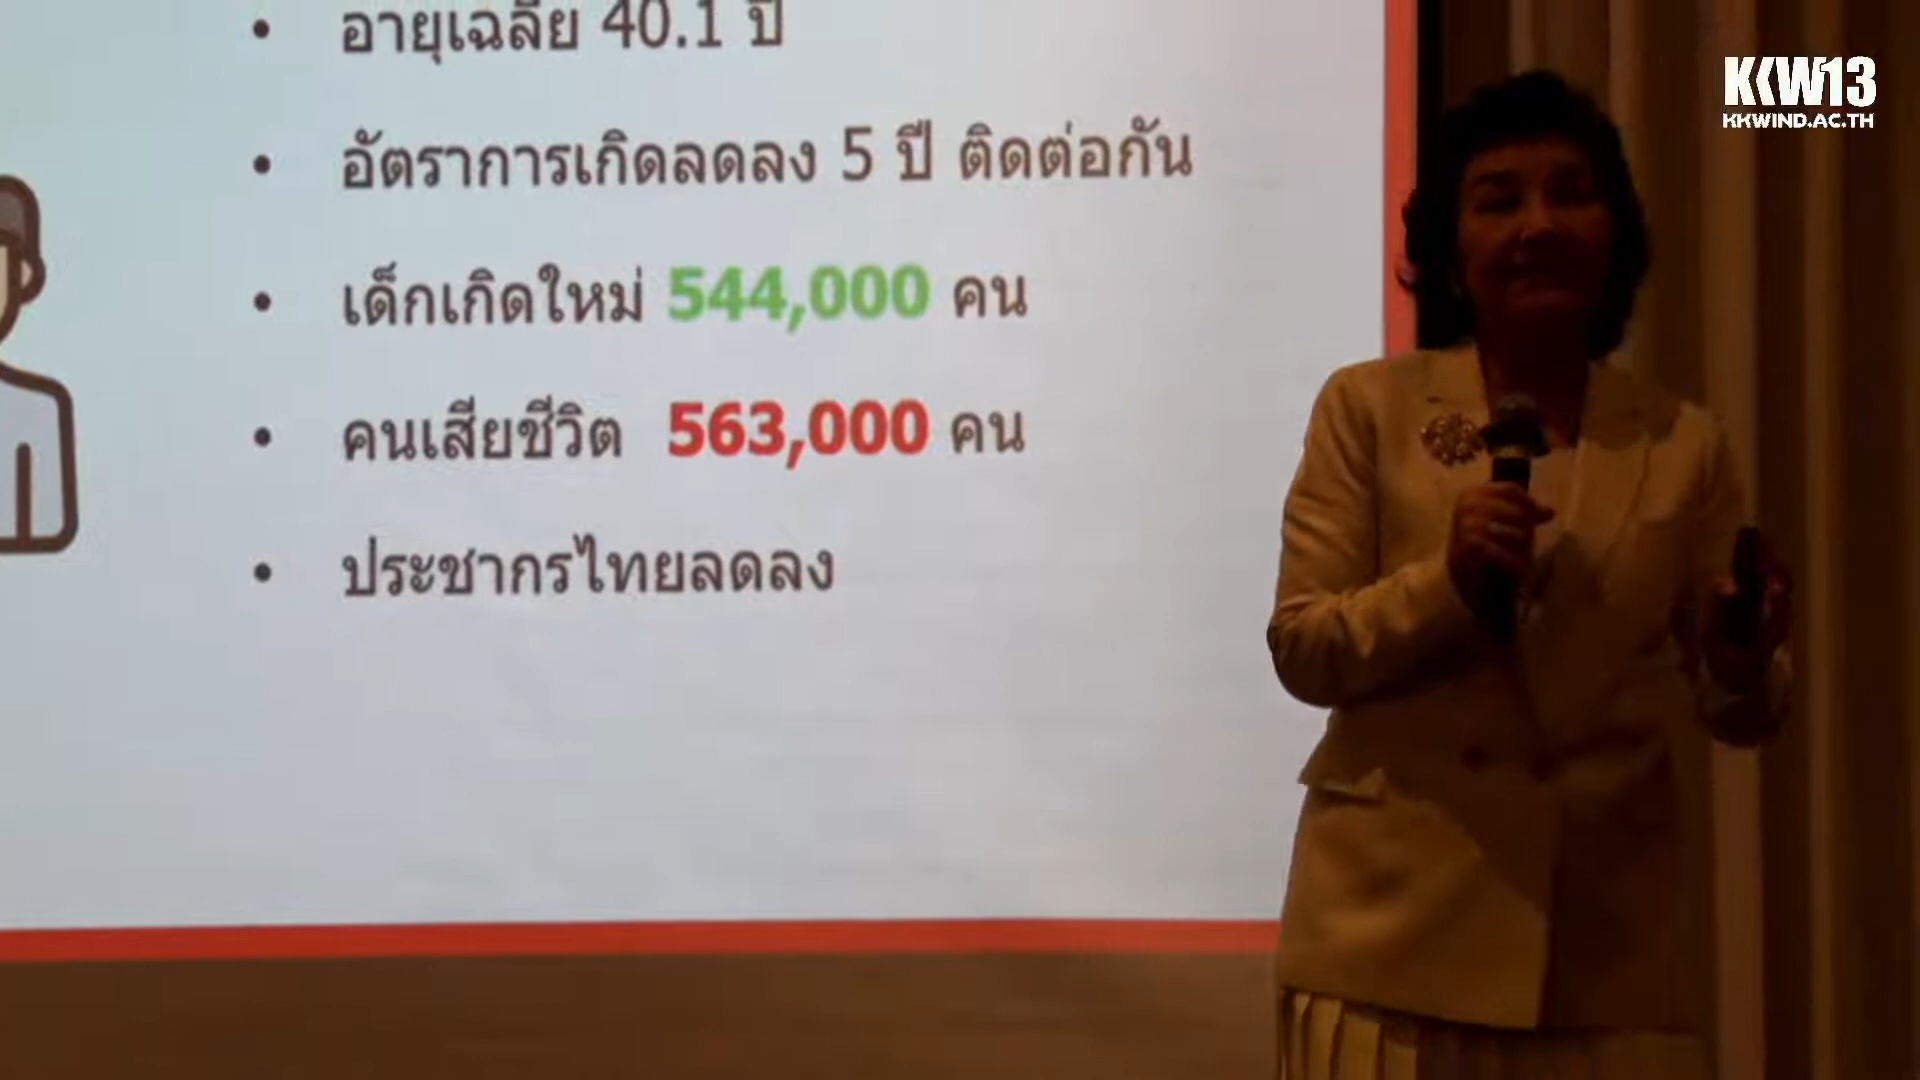 • อายุเฉลี่ย 40.1 ปี
• อัตราการเกิดลดลง 5 ปี ติดต่อกัน
• เด็กเกิดใหม่ 544,000 คน
• คนเสียชีวิต 563,000 คน
• ประชากรไทยลดลง
KKW13
KKWIND.AC.TH